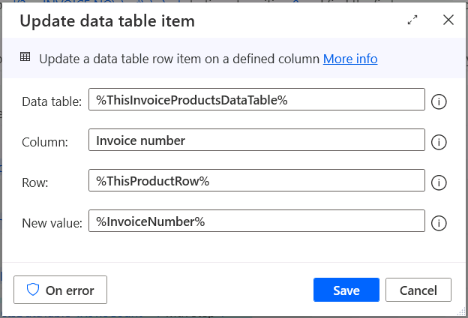 Update data table item
Update a data table row item on a defined column More info
Data table: %ThisInvoiceProductsDataTable%
Column: Invoice number
Row: %ThisProductRow%
New value: %InvoiceNumber%
On error Save Cancel